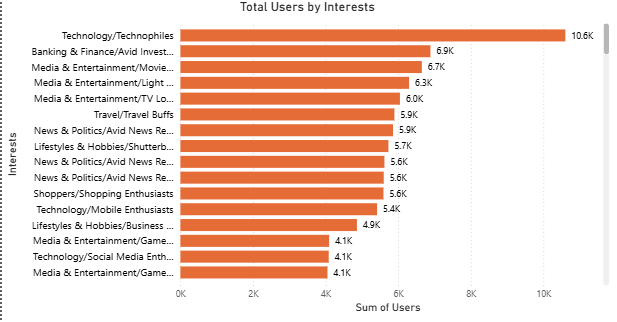 Total Users by Interests
Interests
Technology/Technophiles 10.6K
Banking & Finance/Avid Invest... 6.9K
Media & Entertainment/Movie... 6.7K
Media & Entertainment/Light ... 6.3K
Media & Entertainment/TV Lo... 6.0K
Travel/Travel Buffs 5.9K
News & Politics/Avid News Re... 5.9K
Lifestyles & Hobbies/Shutterb... 5.7K
News & Politics/Avid News Re... 5.6K
News & Politics/Avid News Re... 5.6K
Shoppers/Shopping Enthusiasts 5.6K
Technology/Mobile Enthusiasts 5.4K
Lifestyles & Hobbies/Business ... 4.9K
Media & Entertainment/Game... 4.1K
Technology/Social Media Enth... 4.1K
Media & Entertainment/Game... 4.1K
0K 2K 4K 6K 8K 10K
Sum of Users